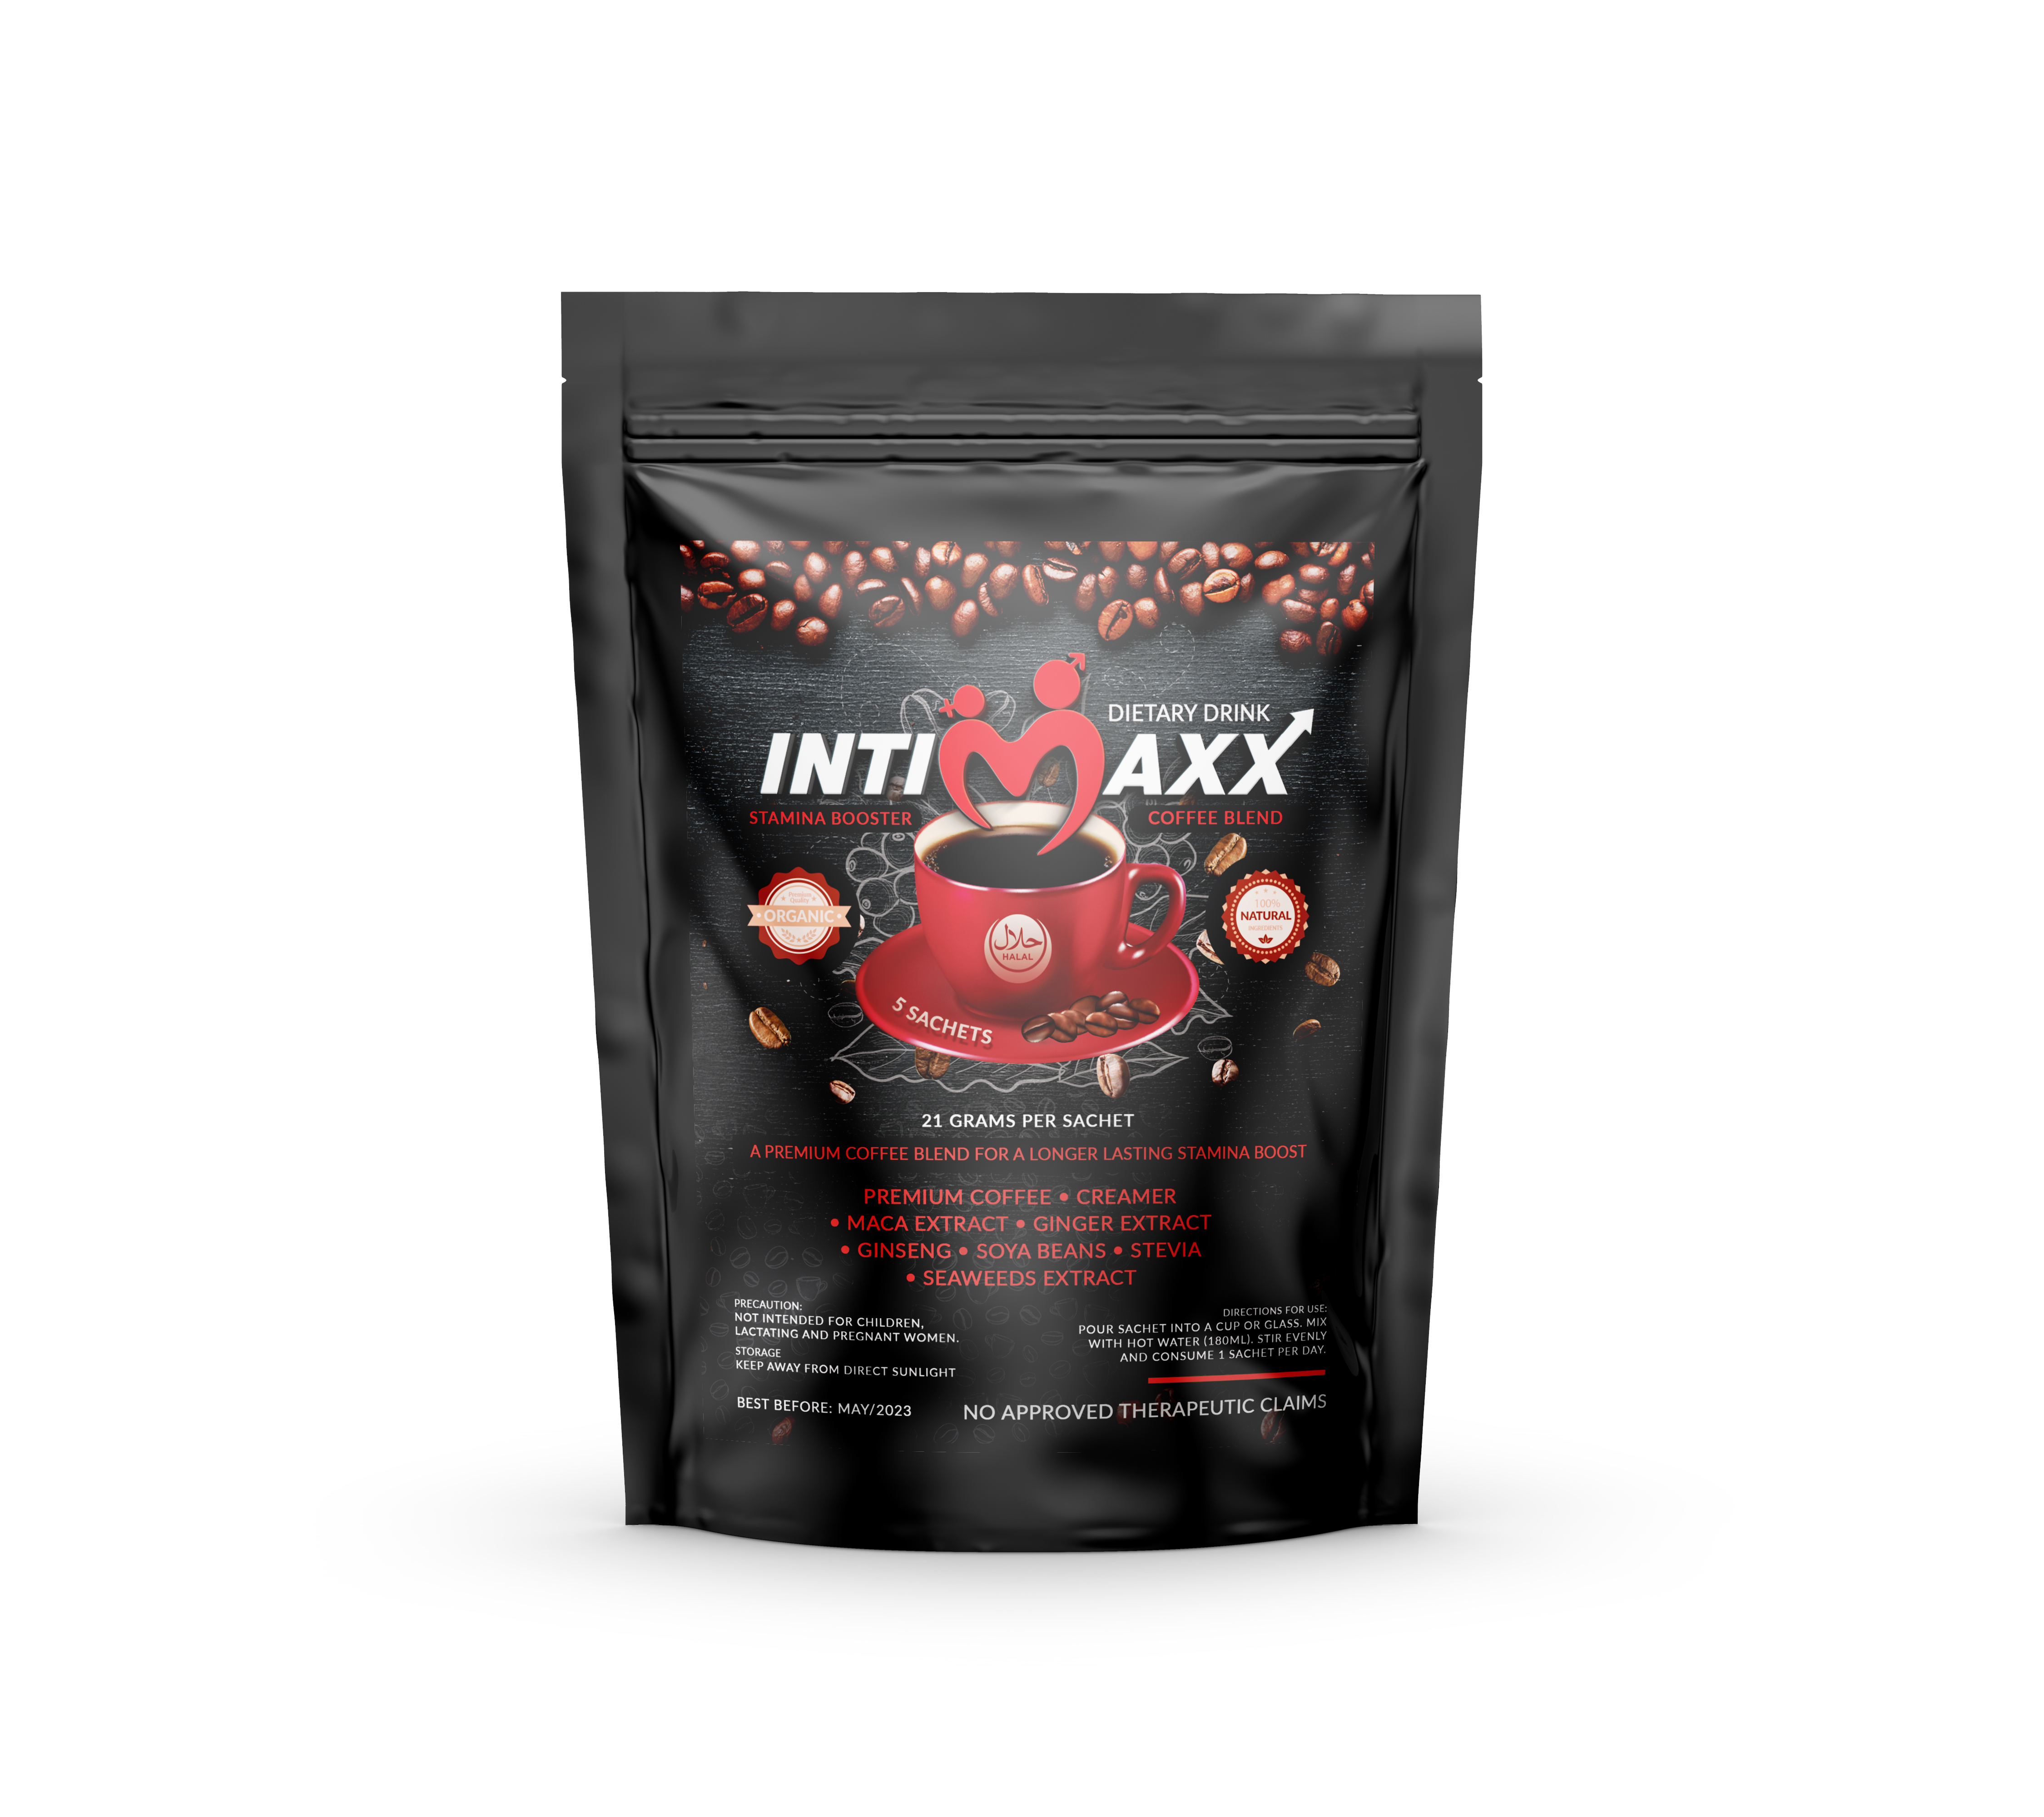 DIETARY DRINK
INTIMAXX
STAMINA BOOSTER
COFFEE BLEND
Premium
Quality
ORGANIC
100%
NATURAL
INGREDIENTS
حلال
HALAL
5 SACHETS
21 GRAMS PER SACHET
A PREMIUM COFFEE BLEND FOR A LONGER LASTING STAMINA BOOST
PREMIUM COFFEE • CREAMER
• MACA EXTRACT • GINGER EXTRACT
• GINSENG • SOYA BEANS • STEVIA
• SEAWEEDS EXTRACT
PRECAUTION:
NOT INTENDED FOR CHILDREN,
LACTATING AND PREGNANT WOMEN.
STORAGE
KEEP AWAY FROM DIRECT SUNLIGHT
BEST BEFORE: MAY/2023
DIRECTIONS FOR USE:
POUR SACHET INTO A CUP OR GLASS. MIX
WITH HOT WATER (180ML). STIR EVENLY
AND CONSUME 1 SACHET PER DAY.
NO APPROVED THERAPEUTIC CLAIMS